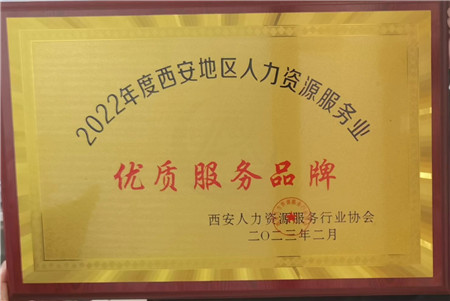 2022年度西安地区人力资源服务业
优质服务品牌
西安人力资源服务行业协会
二〇二三年二月